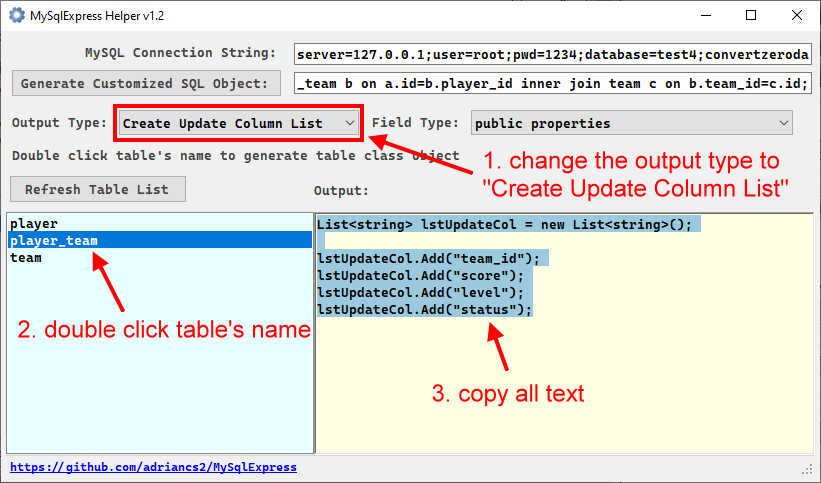 MySqlExpress Helper v1.2
MySQL Connection String:
server=127.0.0.1;user=root;pwd=1234;database=test4;convertzeroda
Generate Customized SQL Object:
_team b on a.id=b.player_id inner join team c on b.team_id=c.id;
Output Type:
Create Update Column List
Field Type:
public properties
Double click table's name to generate table class object
1. change the output type to
"Create Update Column List"
Refresh Table List
Output:
player
player_team
team
2. double click table's name
List<string> lstUpdateCol = new List<string>();
lstUpdateCol.Add("team_id");
lstUpdateCol.Add("score");
lstUpdateCol.Add("level");
lstUpdateCol.Add("status");
3. copy all text
https://github.com/adriancs2/MySqlExpress